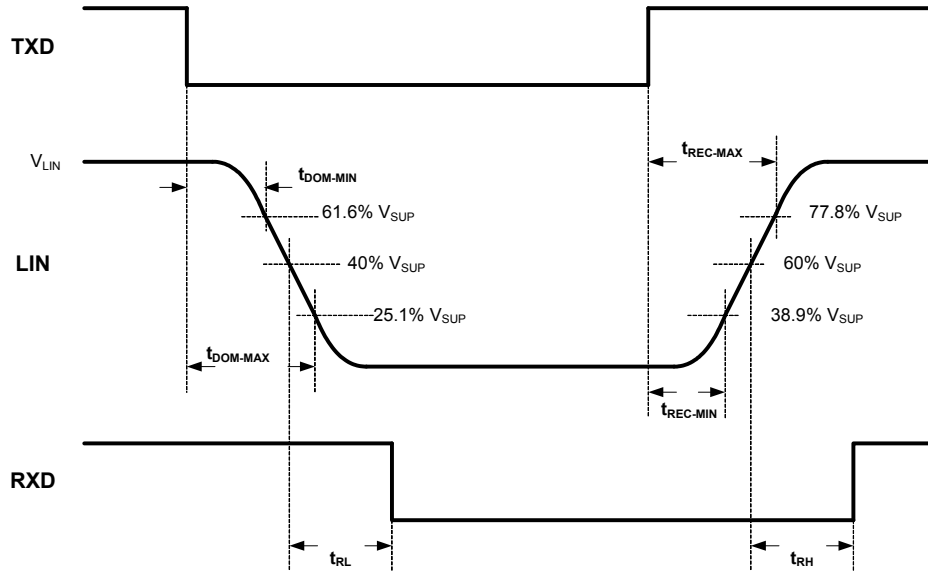 TXD
V_LIN
t_REC-MAX
t_DOM-MIN
61.6% V_SUP
77.8% V_SUP
LIN
40% V_SUP
60% V_SUP
25.1% V_SUP
38.9% V_SUP
t_DOM-MAX
t_REC-MIN
RXD
t_RL
t_RH